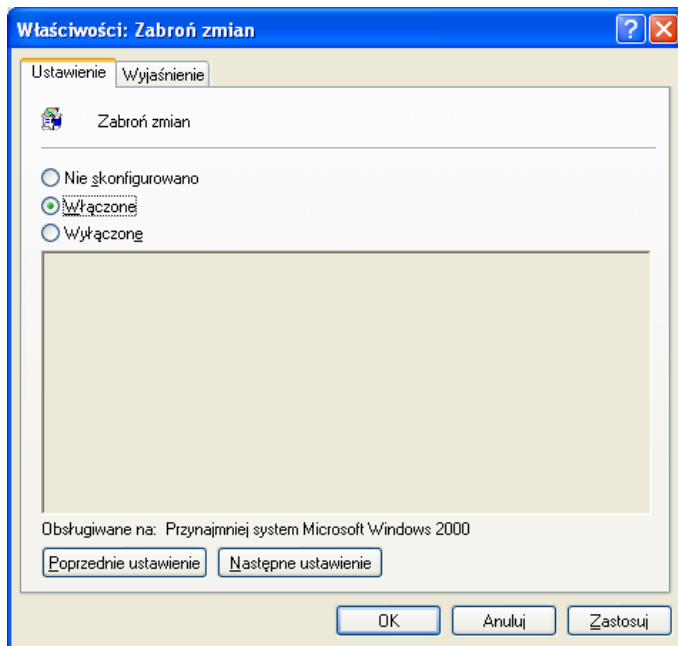 Właściwości: Zabroń zmian
Ustawienie Wyjaśnienie
Zabroń zmian
Nie skonfigurowano
Włączone
Wyłączone
Obsługiwane na: Przynajmniej system Microsoft Windows 2000
Poprzednie ustawienie Następne ustawienie
OK Anuluj Zastosuj